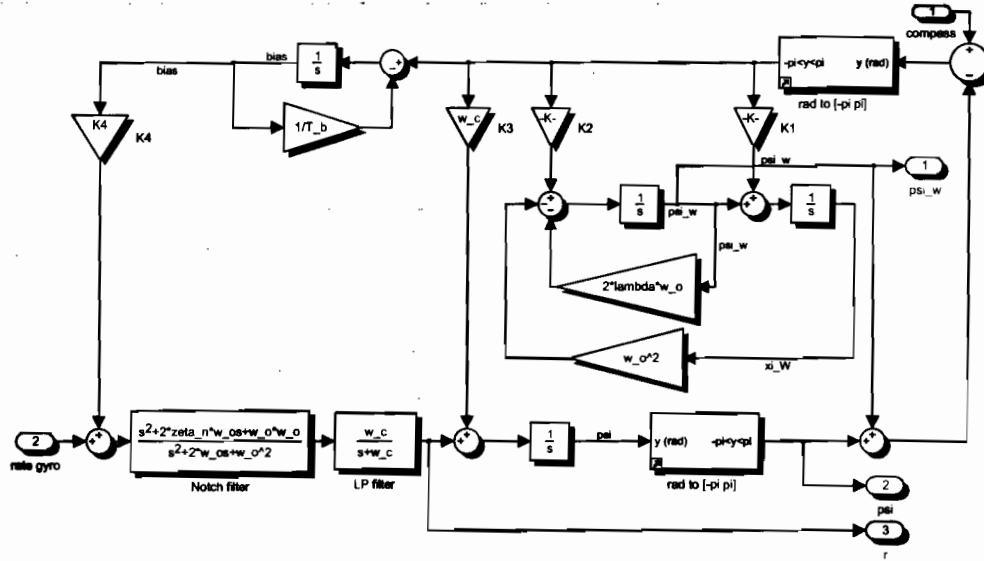 1
compass
+
−
-pi<y<pi y (rad)
rad to [-pi pi]
bias
bias
1
s
-+
K4
K4
1/T_b
w_c
K3
-K-
K2
-K-
K1
psi_w
1
psi_w
+
−
−
1
s
psi_w
++
1
s
psi_w
2*lambda*w_o
w_o^2
xi_W
2
rate gyro
++
s²+2*zeta_n*w_os+w_o*w_o
s²+2*w_os+w_o^2
Notch filter
w_c
s+w_c
LP filter
++
1
s
psi
y (rad) -pi<y<pi
rad to [-pi pi]
++
2
psi
3
r